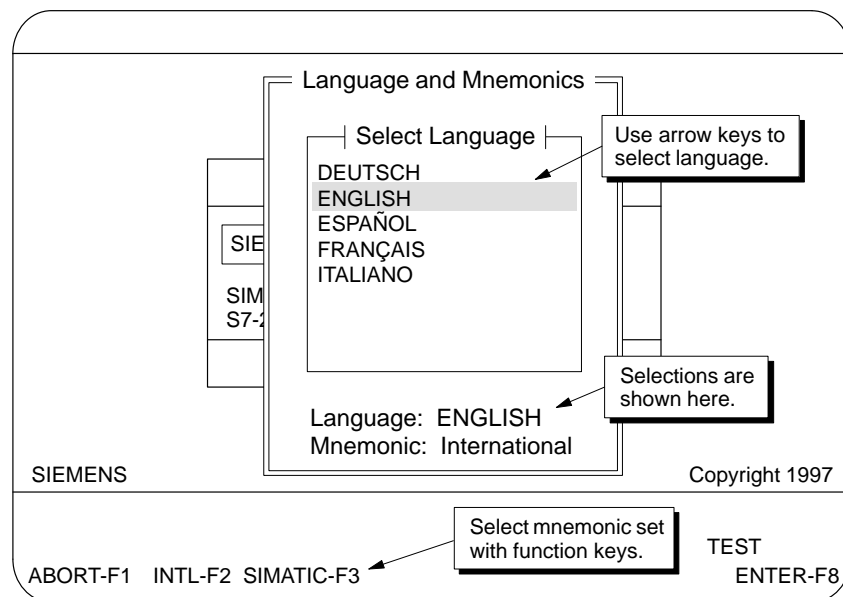 Language and Mnemonics
Select Language
Use arrow keys to
select language.
DEUTSCH
ENGLISH
ESPAÑOL
FRANÇAIS
ITALIANO
SIE
SIM
S7-2
Selections are
shown here.
Language: ENGLISH
Mnemonic: International
SIEMENS
Copyright 1997
Select mnemonic set
with function keys.
TEST
ABORT-F1 INTL-F2 SIMATIC-F3 ENTER-F8